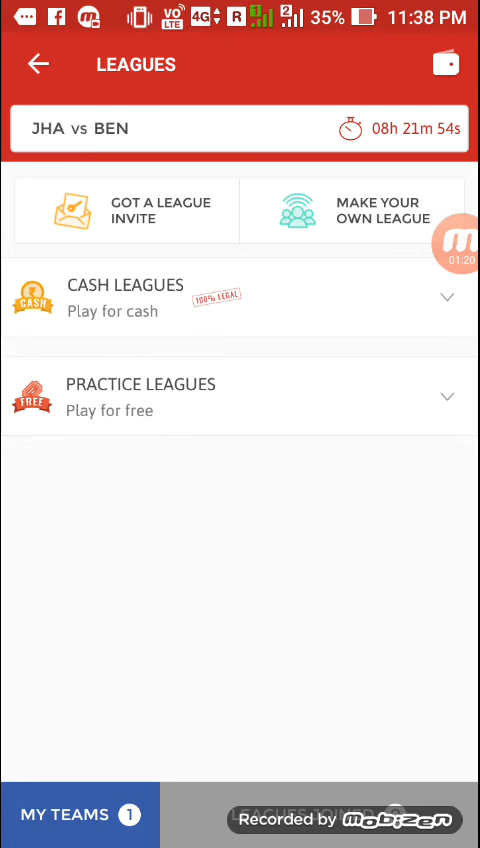 VO LTE 4G R 1 2 35% 11:38 PM
LEAGUES
JHA vs BEN 08h 21m 54s
GOT A LEAGUE INVITE
MAKE YOUR OWN LEAGUE
01:20
CASH LEAGUES
100% LEGAL
CASH
Play for cash
PRACTICE LEAGUES
FREE
Play for free
MY TEAMS 1
LEAGUES JOINED
Recorded by mobizen